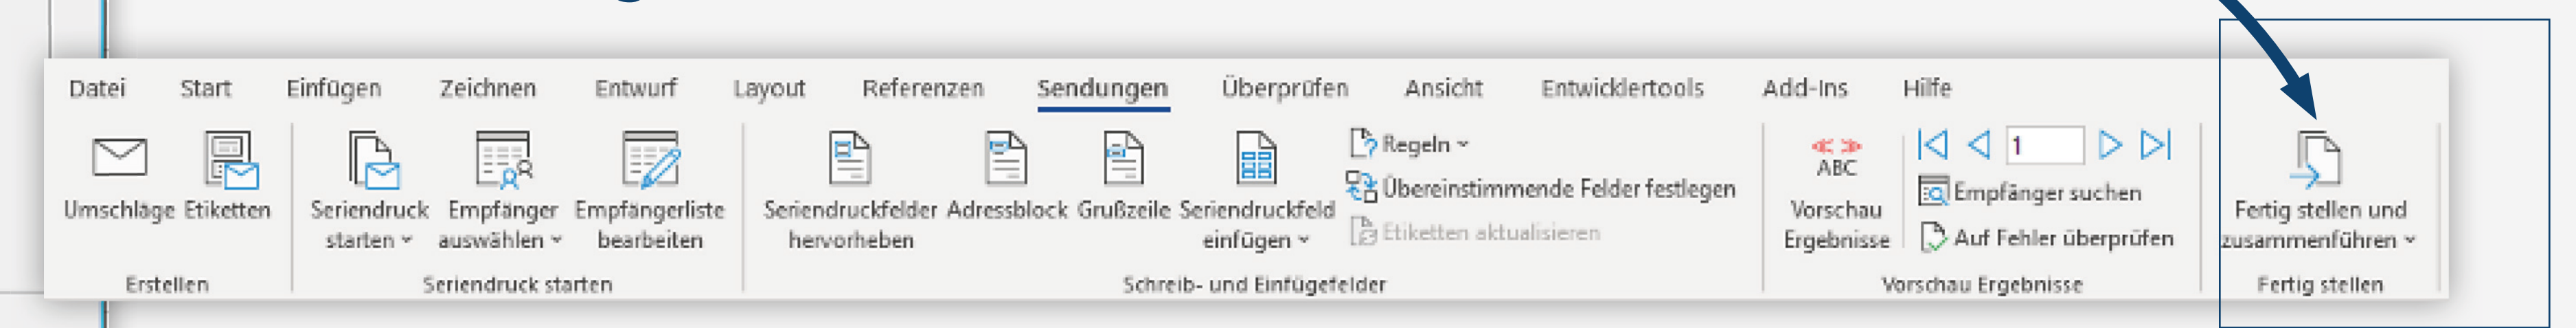 Datei Start Einfügen Zeichnen Entwurf Layout Referenzen Sendungen Überprüfen Ansicht Entwicklertools Add-Ins Hilfe
Umschläge Etiketten
Erstellen
Seriendruck
starten
Empfänger
auswählen
Empfängerliste
bearbeiten
Seriendruck starten
Seriendruckfelder
hervorheben
Adressblock
Grußzeile
Seriendruckfeld
einfügen
Regeln
Übereinstimmende Felder festlegen
Etiketten aktualisieren
Schreib- und Einfügefelder
ABC
Vorschau
Ergebnisse
1
Empfänger suchen
Auf Fehler überprüfen
Vorschau Ergebnisse
Fertig stellen und
zusammenführen
Fertig stellen